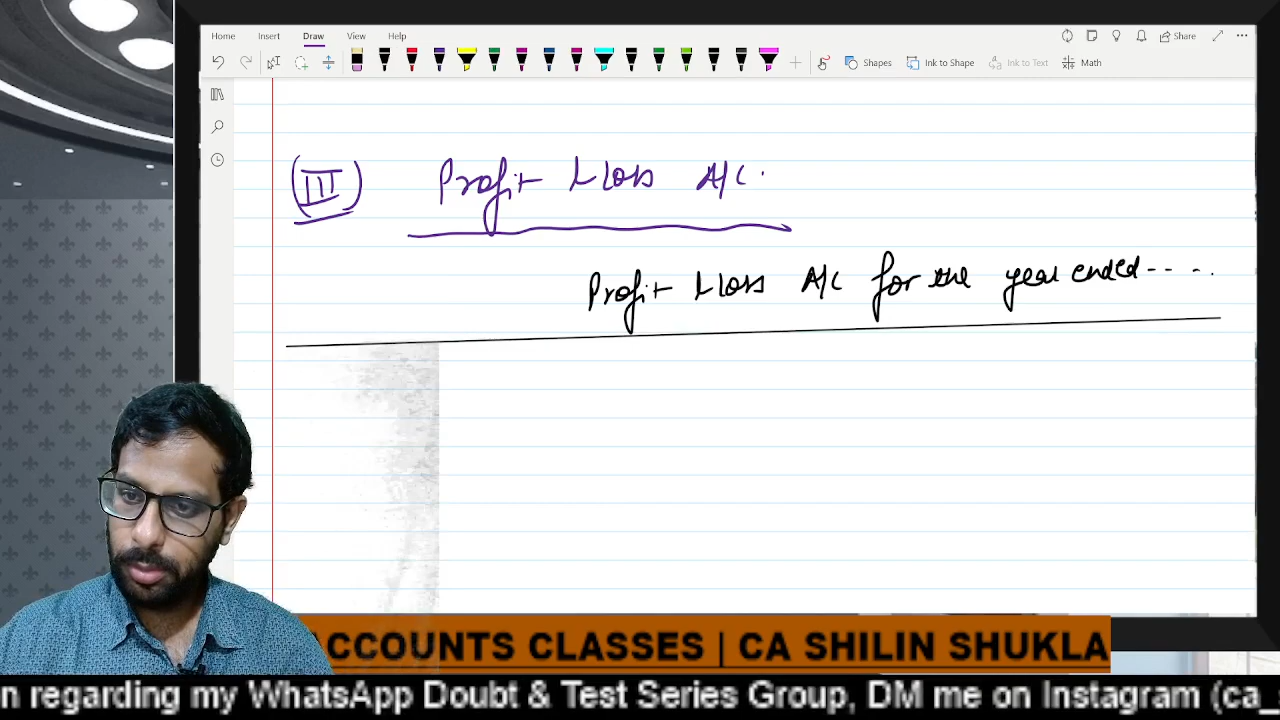 Home Insert Draw View Help Share
Shapes Ink to Shape Ink to Text Math
(III) Profit & loss A/c.
Profit & loss A/c for the year ended-----
ACCOUNTS CLASSES | CA SHILIN SHUKLA
n regarding my WhatsApp Doubt & Test Series Group, DM me on Instagram (ca_